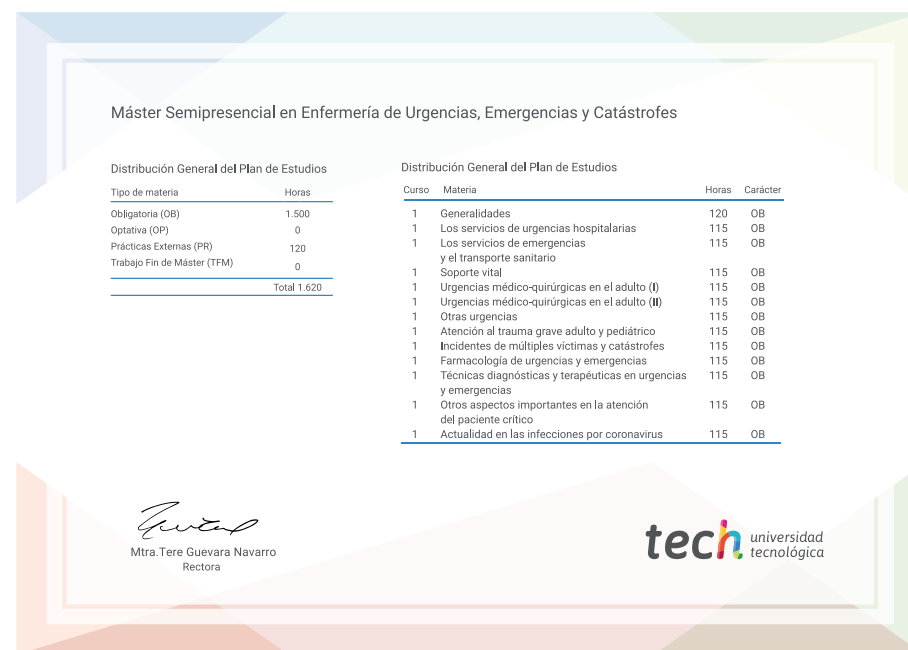 Máster Semipresencial en Enfermería de Urgencias, Emergencias y Catástrofes
Distribución General del Plan de Estudios
Tipo de materia Horas
Obligatoria (OB) 1.500
Optativa (OP) 0
Prácticas Externas (PR) 120
Trabajo Fin de Máster (TFM) 0
Total 1.620
Distribución General del Plan de Estudios
Curso Materia Horas Carácter
1 Generalidades 120 OB
1 Los servicios de urgencias hospitalarias 115 OB
1 Los servicios de emergencias 115 OB
y el transporte sanitario
1 Soporte vital 115 OB
1 Urgencias médico-quirúrgicas en el adulto (I) 115 OB
1 Urgencias médico-quirúrgicas en el adulto (II) 115 OB
1 Otras urgencias 115 OB
1 Atención al trauma grave adulto y pediátrico 115 OB
1 Incidentes de múltiples víctimas y catástrofes 115 OB
1 Farmacología de urgencias y emergencias 115 OB
1 Técnicas diagnósticas y terapéuticas en urgencias 115 OB
y emergencias
1 Otros aspectos importantes en la atención 115 OB
del paciente crítico
1 Actualidad en las infecciones por coronavirus 115 OB
Mtra.Tere Guevara Navarro
Rectora
tech universidad
tecnológica